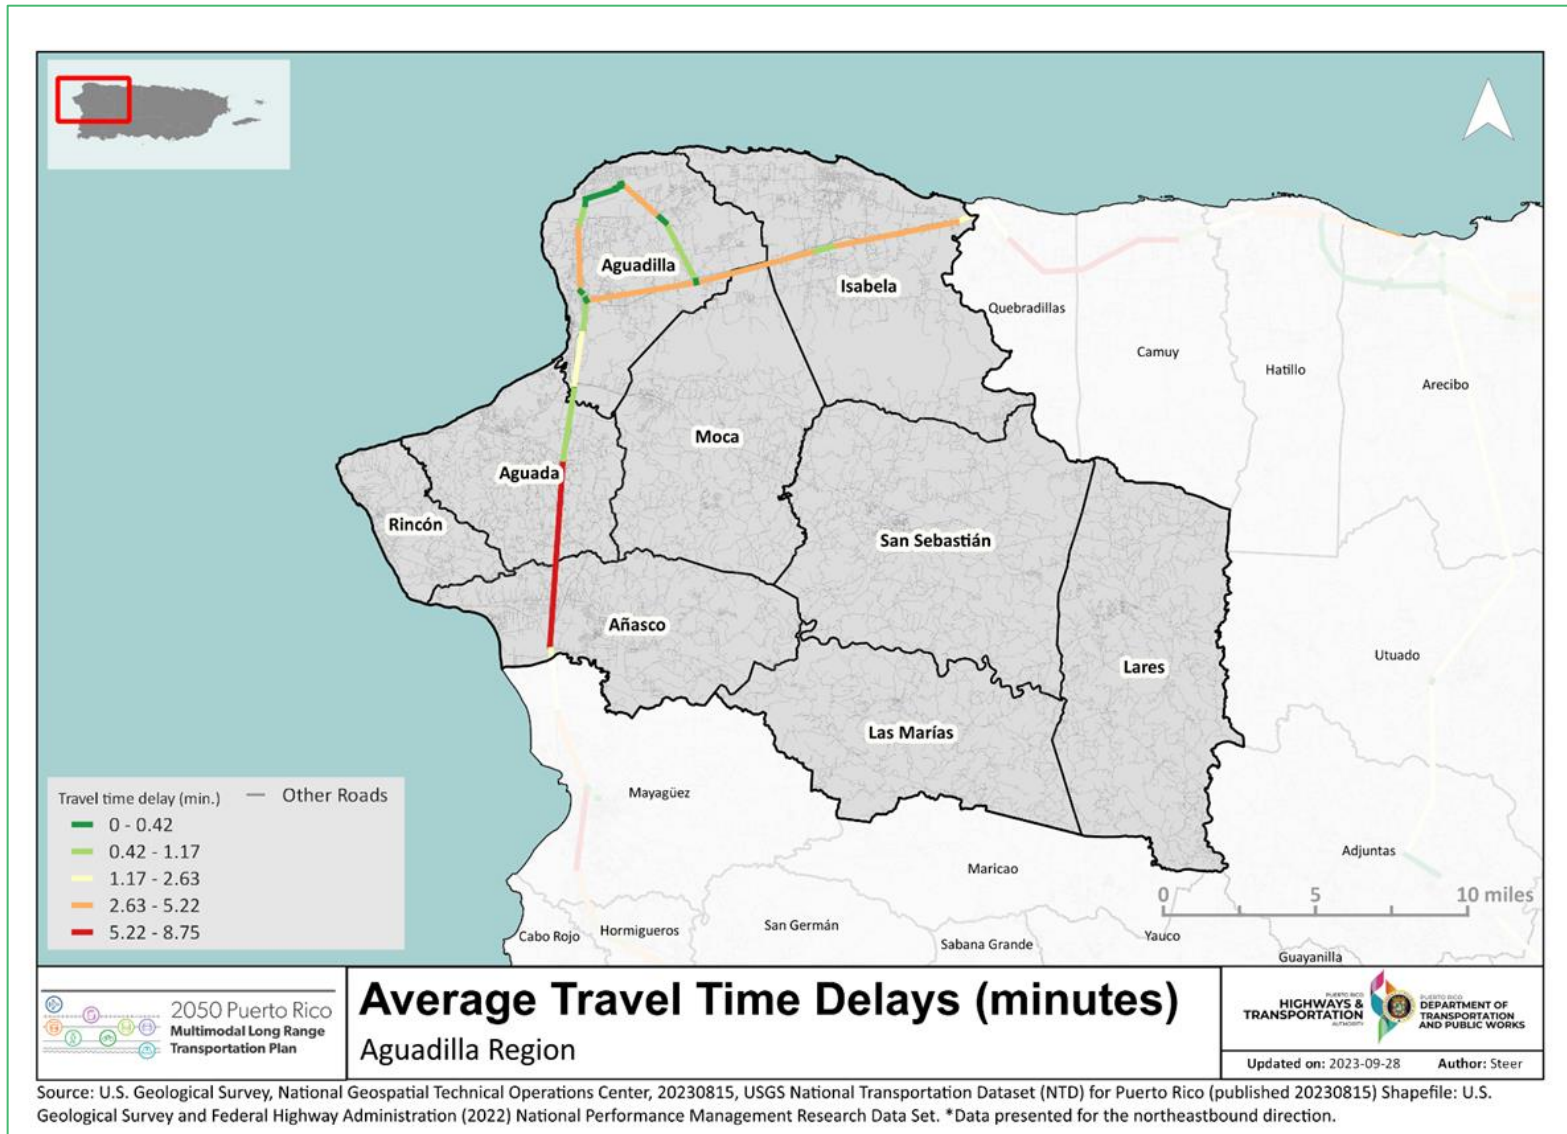 Aguadilla
Isabela
Quebradillas
Camuy
Hatillo
Arecibo
Moca
Aguada
Rincón
San Sebastián
Añasco
Lares
Utuado
Las Marías
Mayagüez
Adjuntas
Maricao
0 5 10 miles
Cabo Rojo
Hormigueros
San Germán
Sabana Grande
Yauco
Guayanilla
Travel time delay (min.) Other Roads
0 - 0.42
0.42 - 1.17
1.17 - 2.63
2.63 - 5.22
5.22 - 8.75
2050 Puerto Rico
Multimodal Long Range
Transportation Plan
Average Travel Time Delays (minutes)
Aguadilla Region
PUERTO RICO
HIGHWAYS &
TRANSPORTATION
AUTHORITY
PUERTO RICO
DEPARTMENT OF
TRANSPORTATION
AND PUBLIC WORKS
Updated on: 2023-09-28 Author: Steer
Source: U.S. Geological Survey, National Geospatial Technical Operations Center, 20230815, USGS National Transportation Dataset (NTD) for Puerto Rico (published 20230815) Shapefile: U.S.
Geological Survey and Federal Highway Administration (2022) National Performance Management Research Data Set. *Data presented for the northeastbound direction.